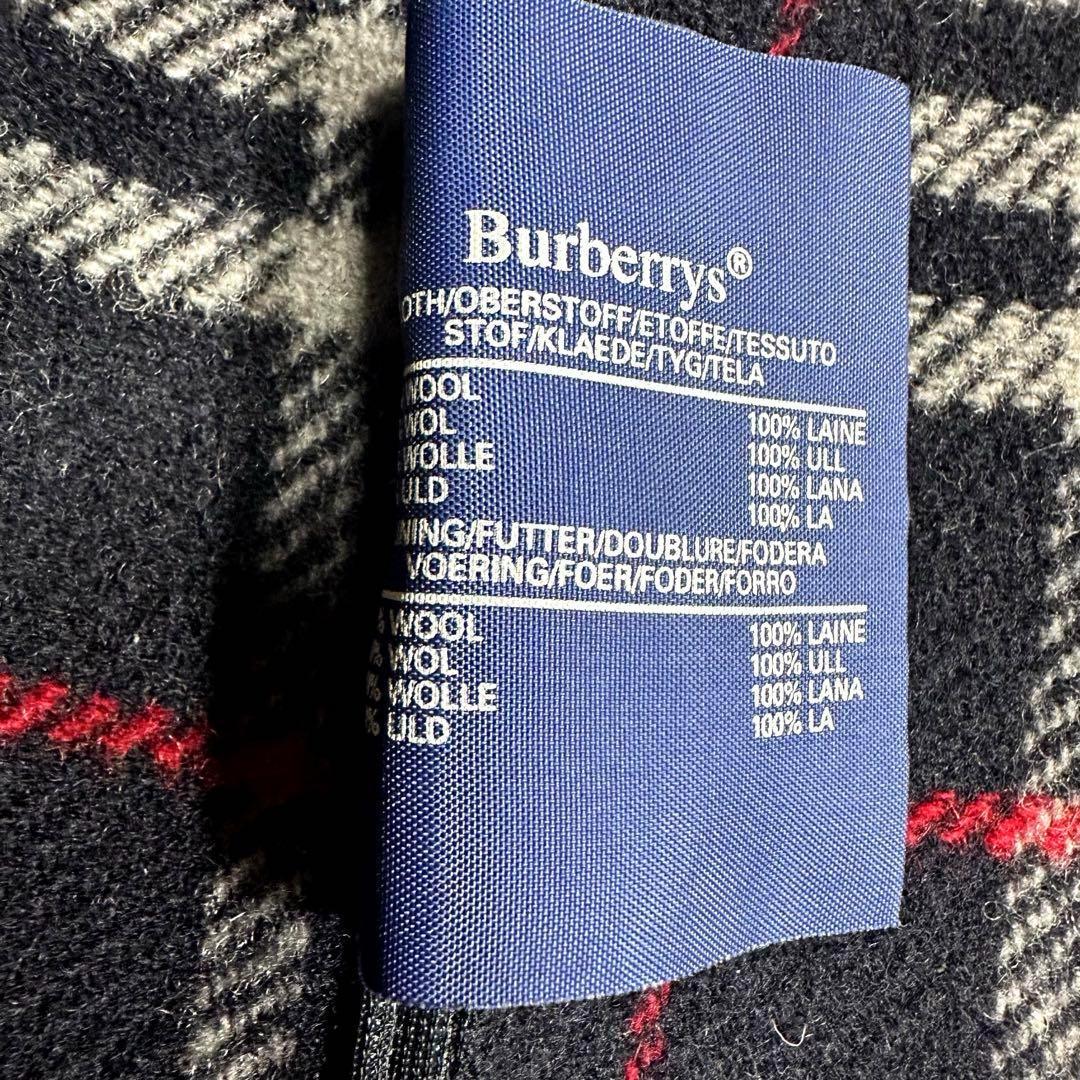 Burberrys®
OTH/OBERSTOFF/ETOFFE/TESSUTO
STOF/KLAEDE/TYG/TELA
WOOL 100% LAINE
WOL 100% ULL
WOLLE 100% LANA
ULD 100% LA
NING/FUTTER/DOUBLURE/FODERA
VOERING/FOER/FODER/FORRO
% WOOL 100% LAINE
% WOL 100% ULL
% WOLLE 100% LANA
% ULD 100% LA